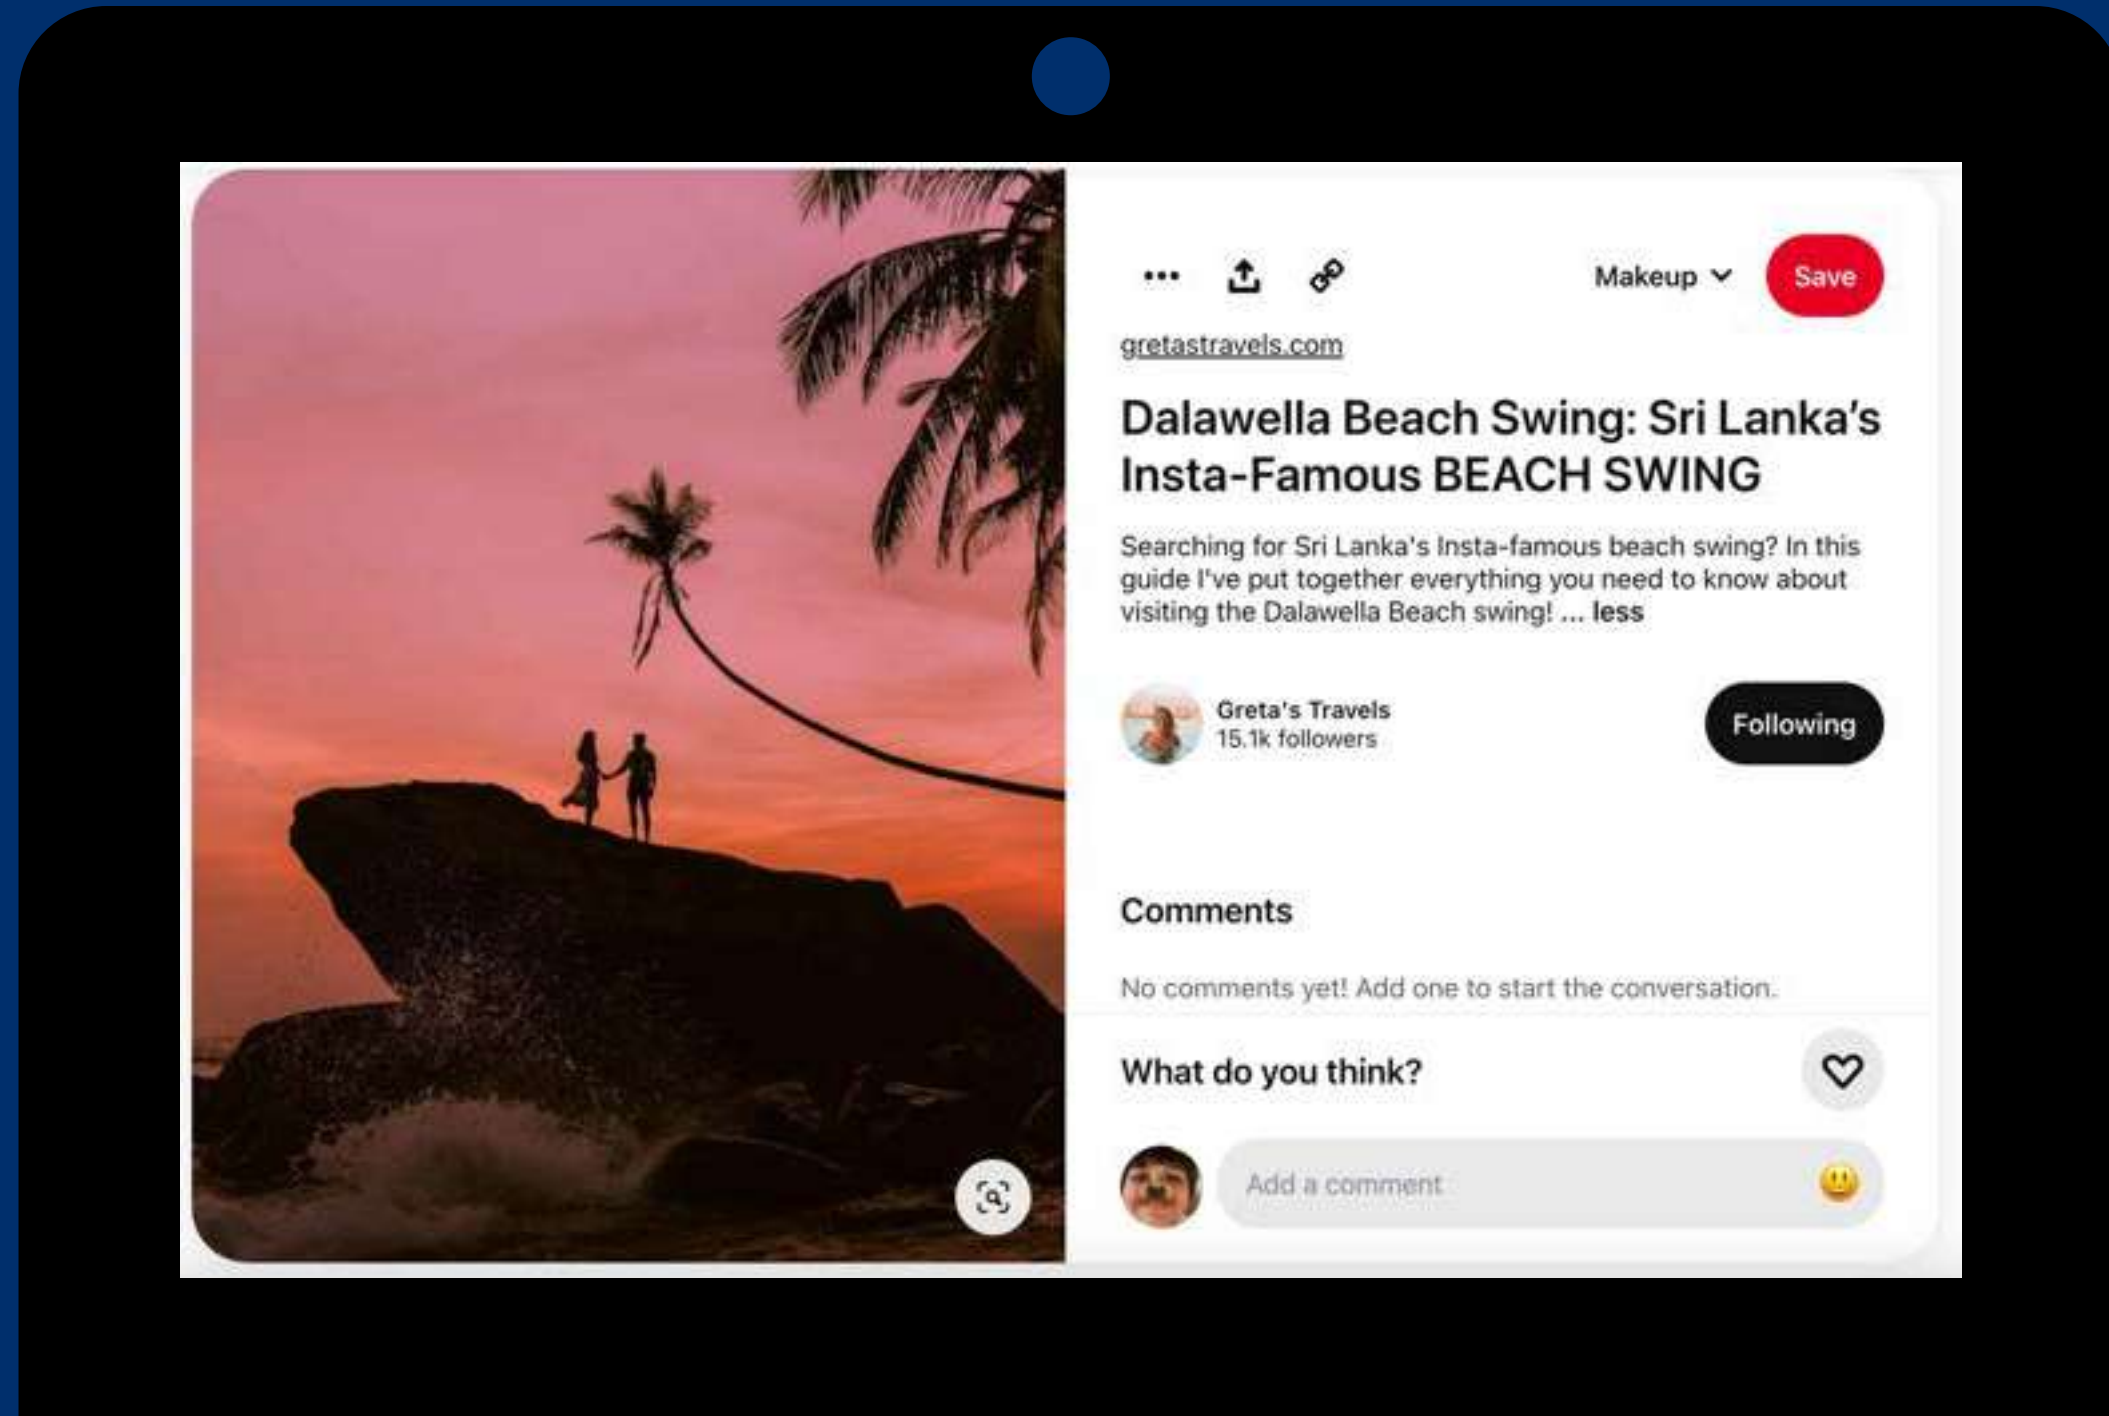 Makeup Save
gretastravels.com
Dalawella Beach Swing: Sri Lanka’s
Insta-Famous BEACH SWING
Searching for Sri Lanka's Insta-famous beach swing? In this
guide I've put together everything you need to know about
visiting the Dalawella Beach swing! ... less
Greta's Travels
15.1k followers
Following
Comments
No comments yet! Add one to start the conversation.
What do you think?
Add a comment